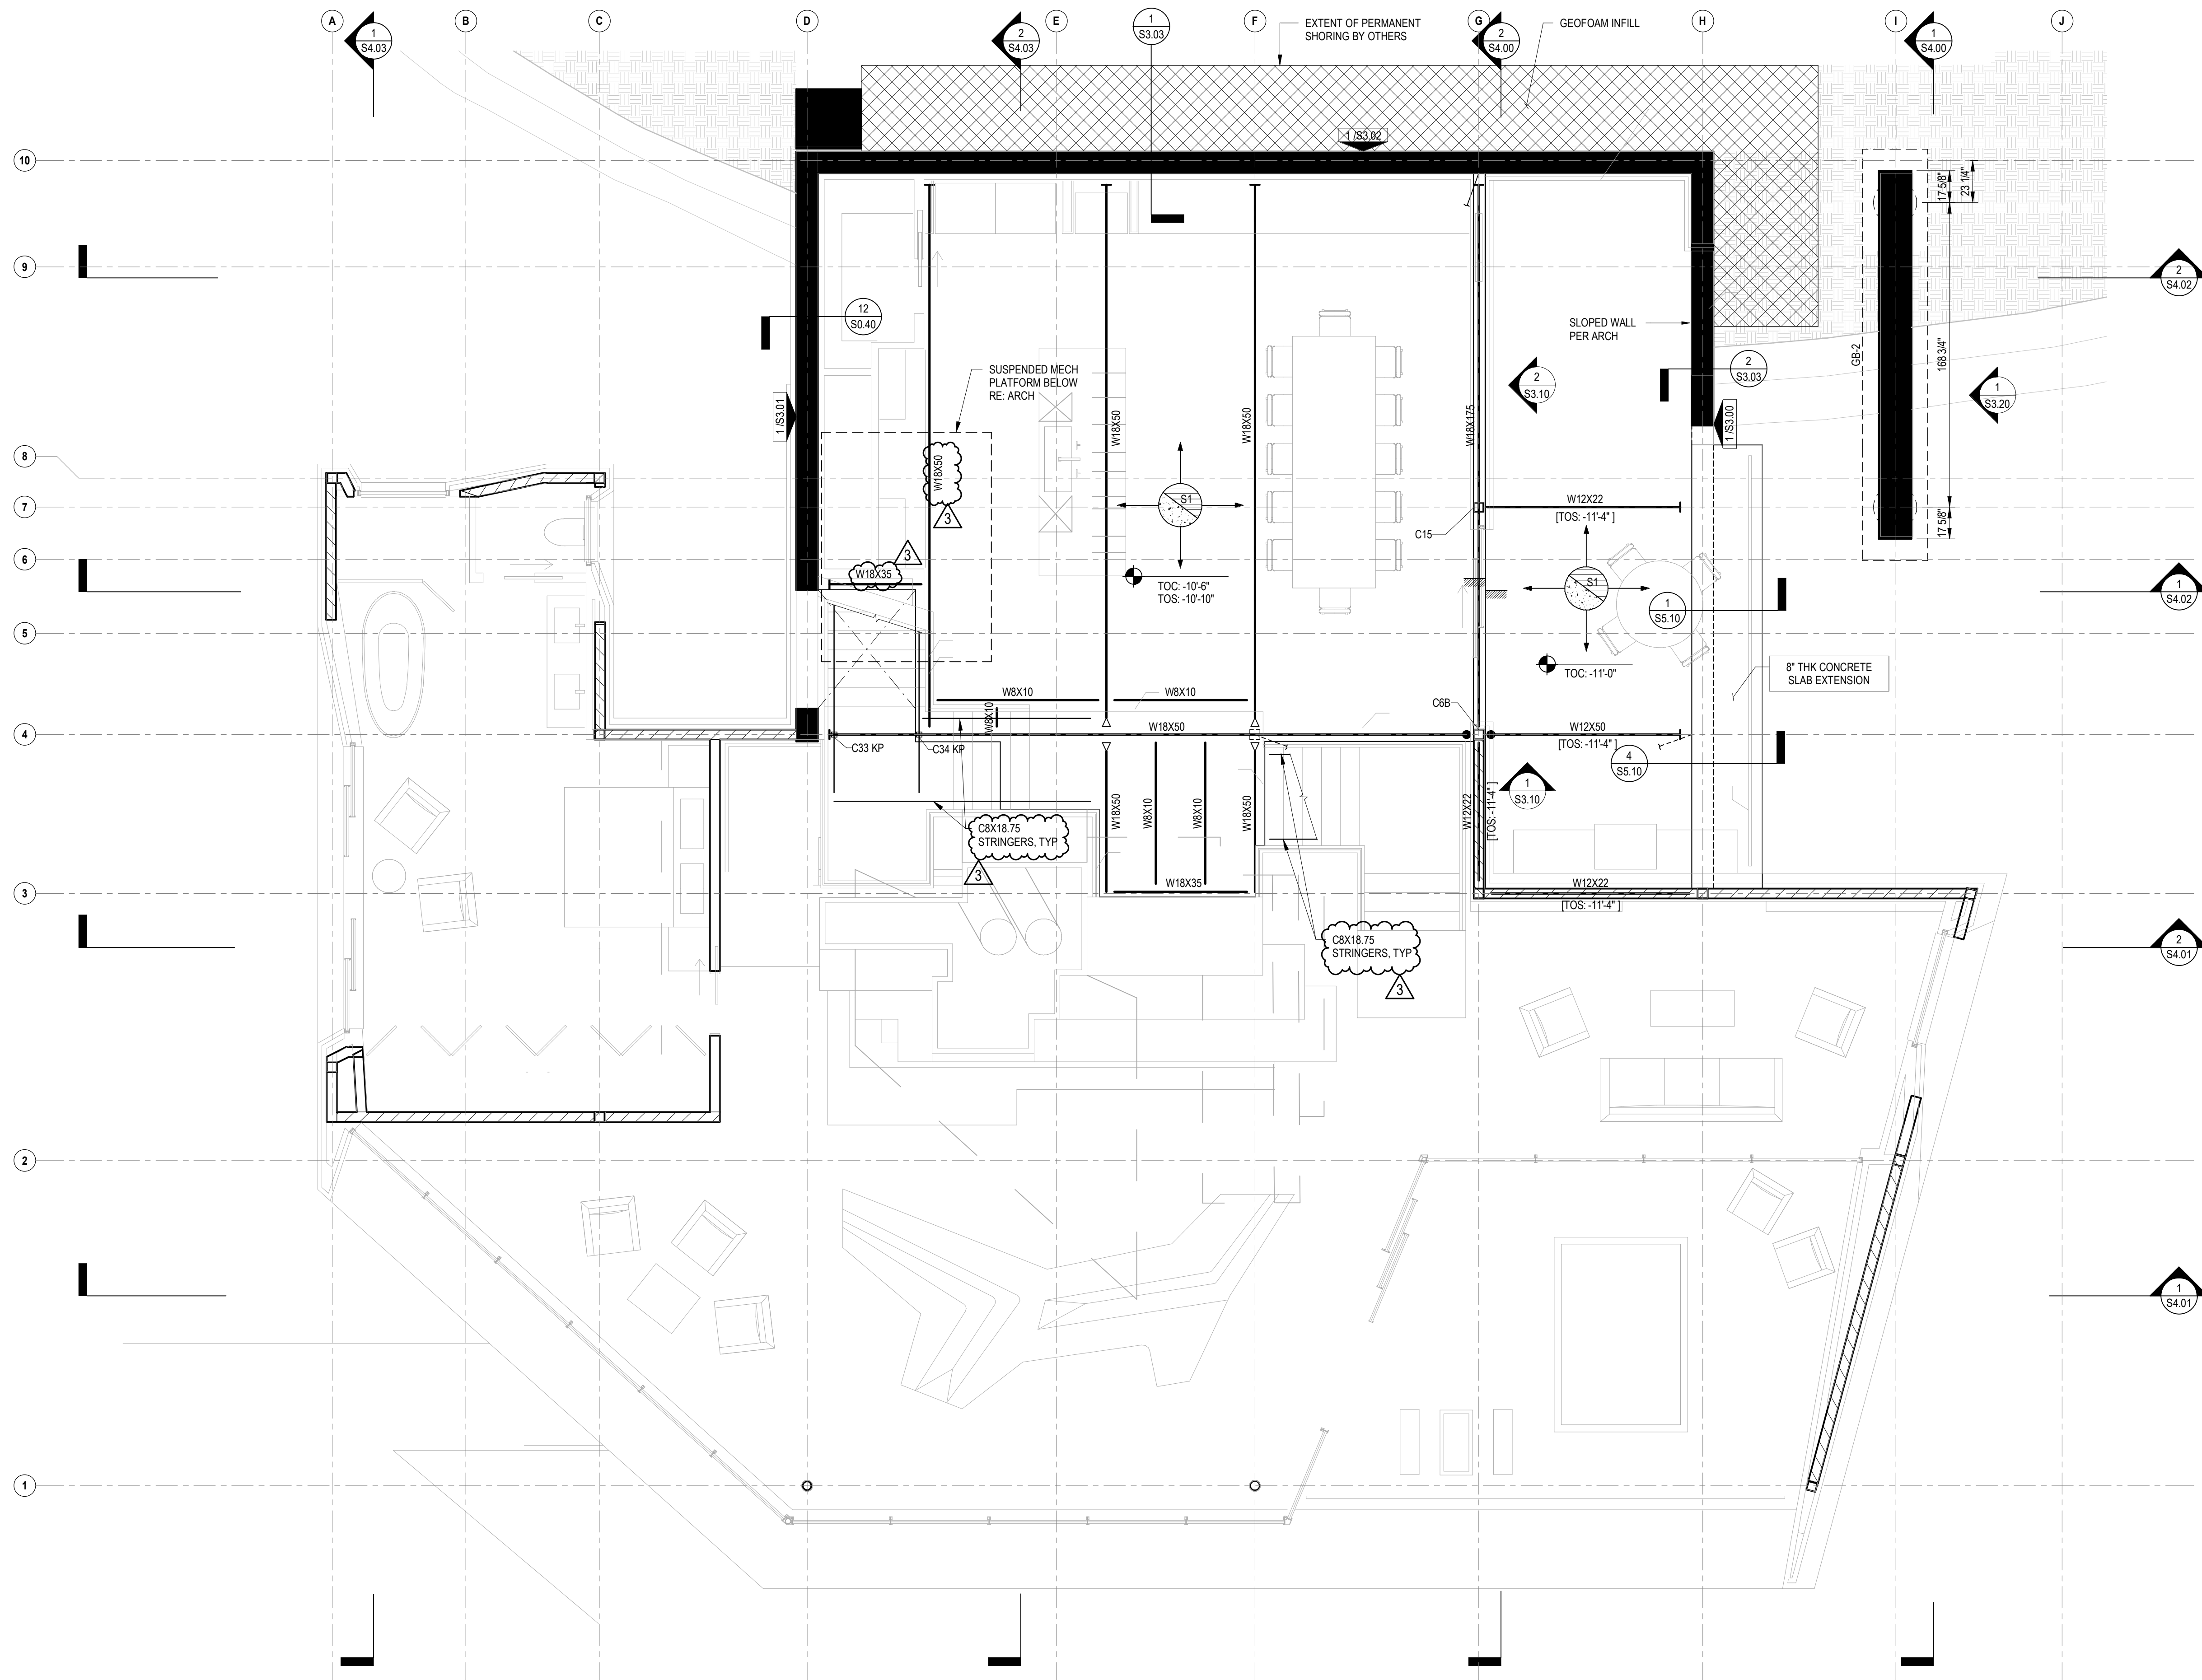 A
B
C
D
E
F
G
H
I
J
1
S4.03
2
S4.03
1
S3.03
EXTENT OF PERMANENT
SHORING BY OTHERS
2
S4.00
GEOFOAM INFILL
1
S4.00
1 /S3.02
10
17 5/8"
23 1/4"
9
2
S4.02
12
S0.40
SLOPED WALL
PER ARCH
GB-2
168 3/4"
2
S3.03
SUSPENDED MECH
PLATFORM BELOW
RE: ARCH
2
S3.10
1
S3.20
1 /S3.01
W18X50
W18X50
W18X175
1 /S3.00
8
W18X50
3
S1
7
W12X22
[TOS: -11'-4" ]
17 5/8"
C15
6
3
W18X35
TOC: -10'-6"
TOS: -10'-10"
S1
1
S5.10
1
S4.02
5
TOC: -11'-0"
8" THK CONCRETE
SLAB EXTENSION
W8X10
W8X10
C6B
W8X10
4
W18X50
W12X50
[TOS: -11'-4" ]
C33 KP
C34 KP
4
S5.10
1
S3.10
W18X50
W8X10
W8X10
W18X50
W12X22
[TOS: -11'-4" ]
C8X18.75
STRINGERS, TYP
3
W18X35
W12X22
[TOS: -11'-4" ]
3
C8X18.75
STRINGERS, TYP
3
2
S4.01
2
1
S4.01
1